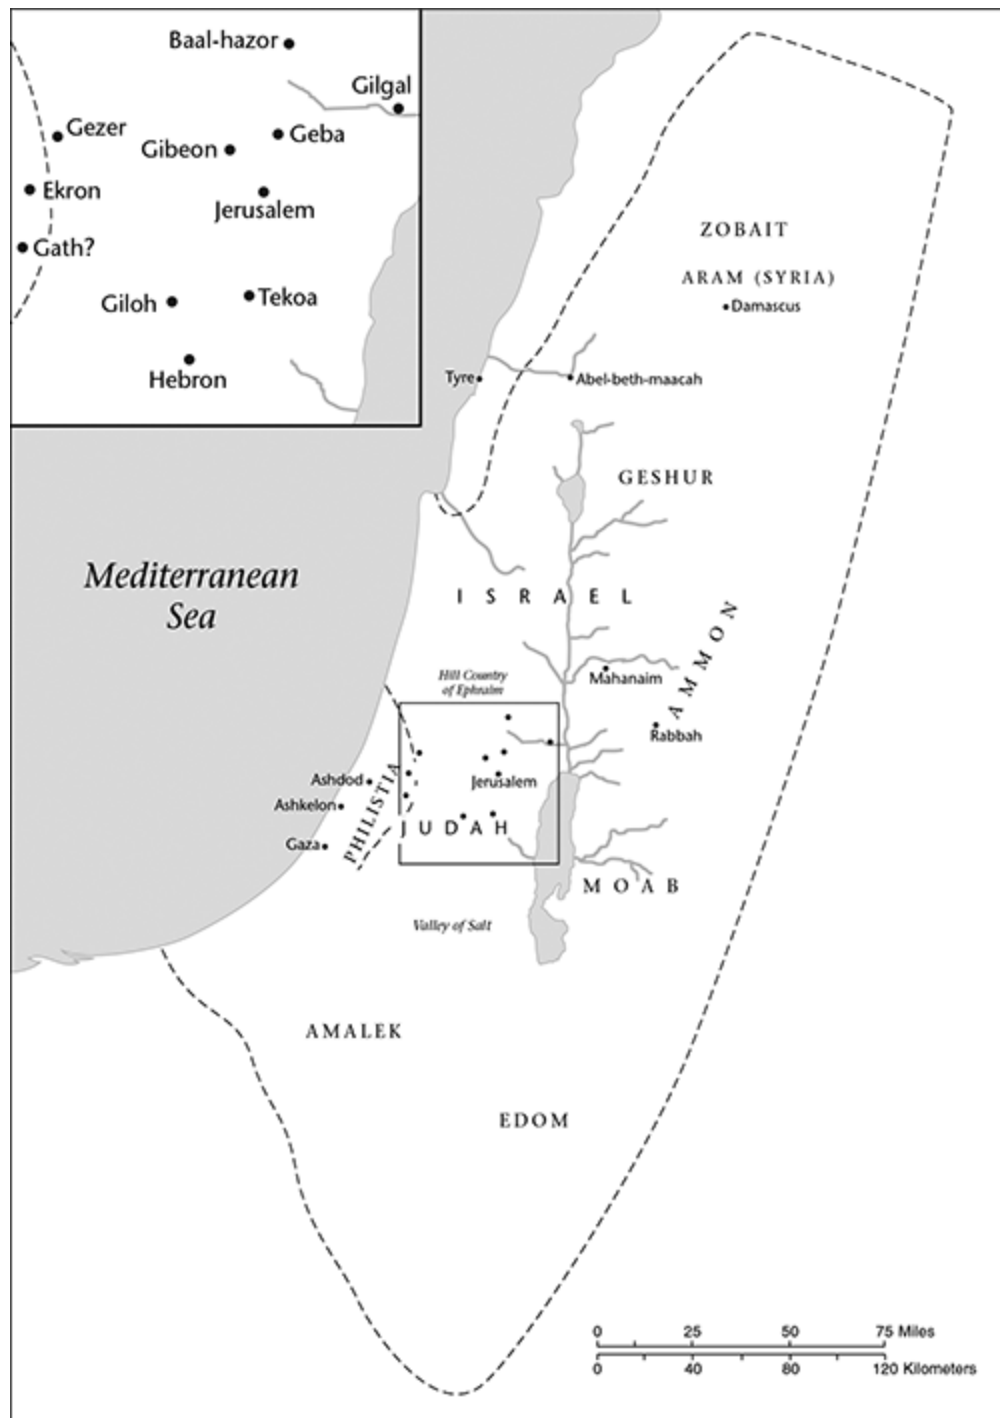 Baal-hazor
Gilgal
Gezer
Geba
Gibeon
Ekron
Jerusalem
Gath?
Giloh
Tekoa
Hebron
ZOBAIT
ARAM (SYRIA)
Damascus
Tyre
Abel-beth-maacah
GESHUR
Mediterranean
Sea
ISRAEL
AMMON
Hill Country
of Ephraim
Mahanaim
Rabbah
Ashdod
Jerusalem
Ashkelon
PHILISTIA
JUDAH
Gaza
MOAB
Valley of Salt
AMALEK
EDOM
0 25 50 75 Miles
0 40 80 120 Kilometers